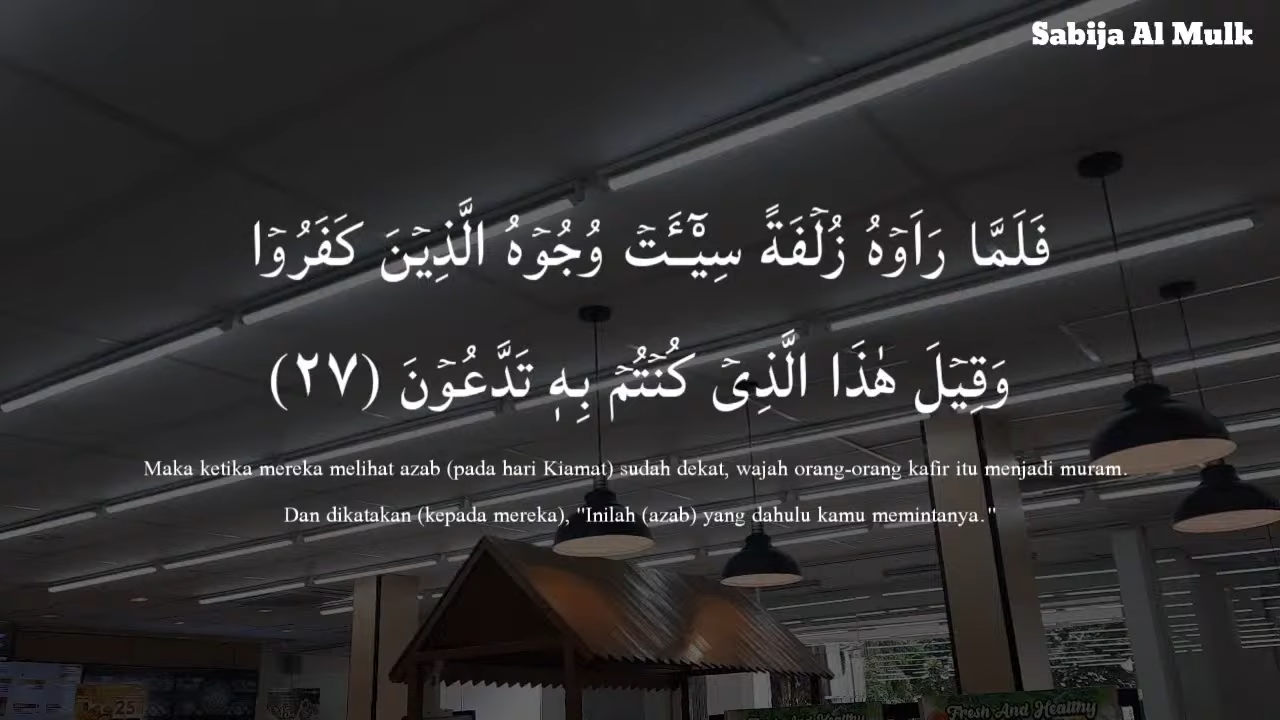 Sabija Al Mulk
فَلَمَّا رَاَوۡهُ زُلۡفَةً سِيۡٓـَٔـتۡ وُجُوۡهُ الَّذِيۡنَ كَفَرُوۡا
وَقِيۡلَ هٰذَا الَّذِىۡ كُنۡتُمۡ بِهٖ تَدَّعُوۡنَ (٢٧)
Maka ketika mereka melihat azab (pada hari Kiamat) sudah dekat, wajah orang-orang kafir itu menjadi muram.
Dan dikatakan (kepada mereka), "Inilah (azab) yang dahulu kamu memintanya."
25
Fresh And Healthy